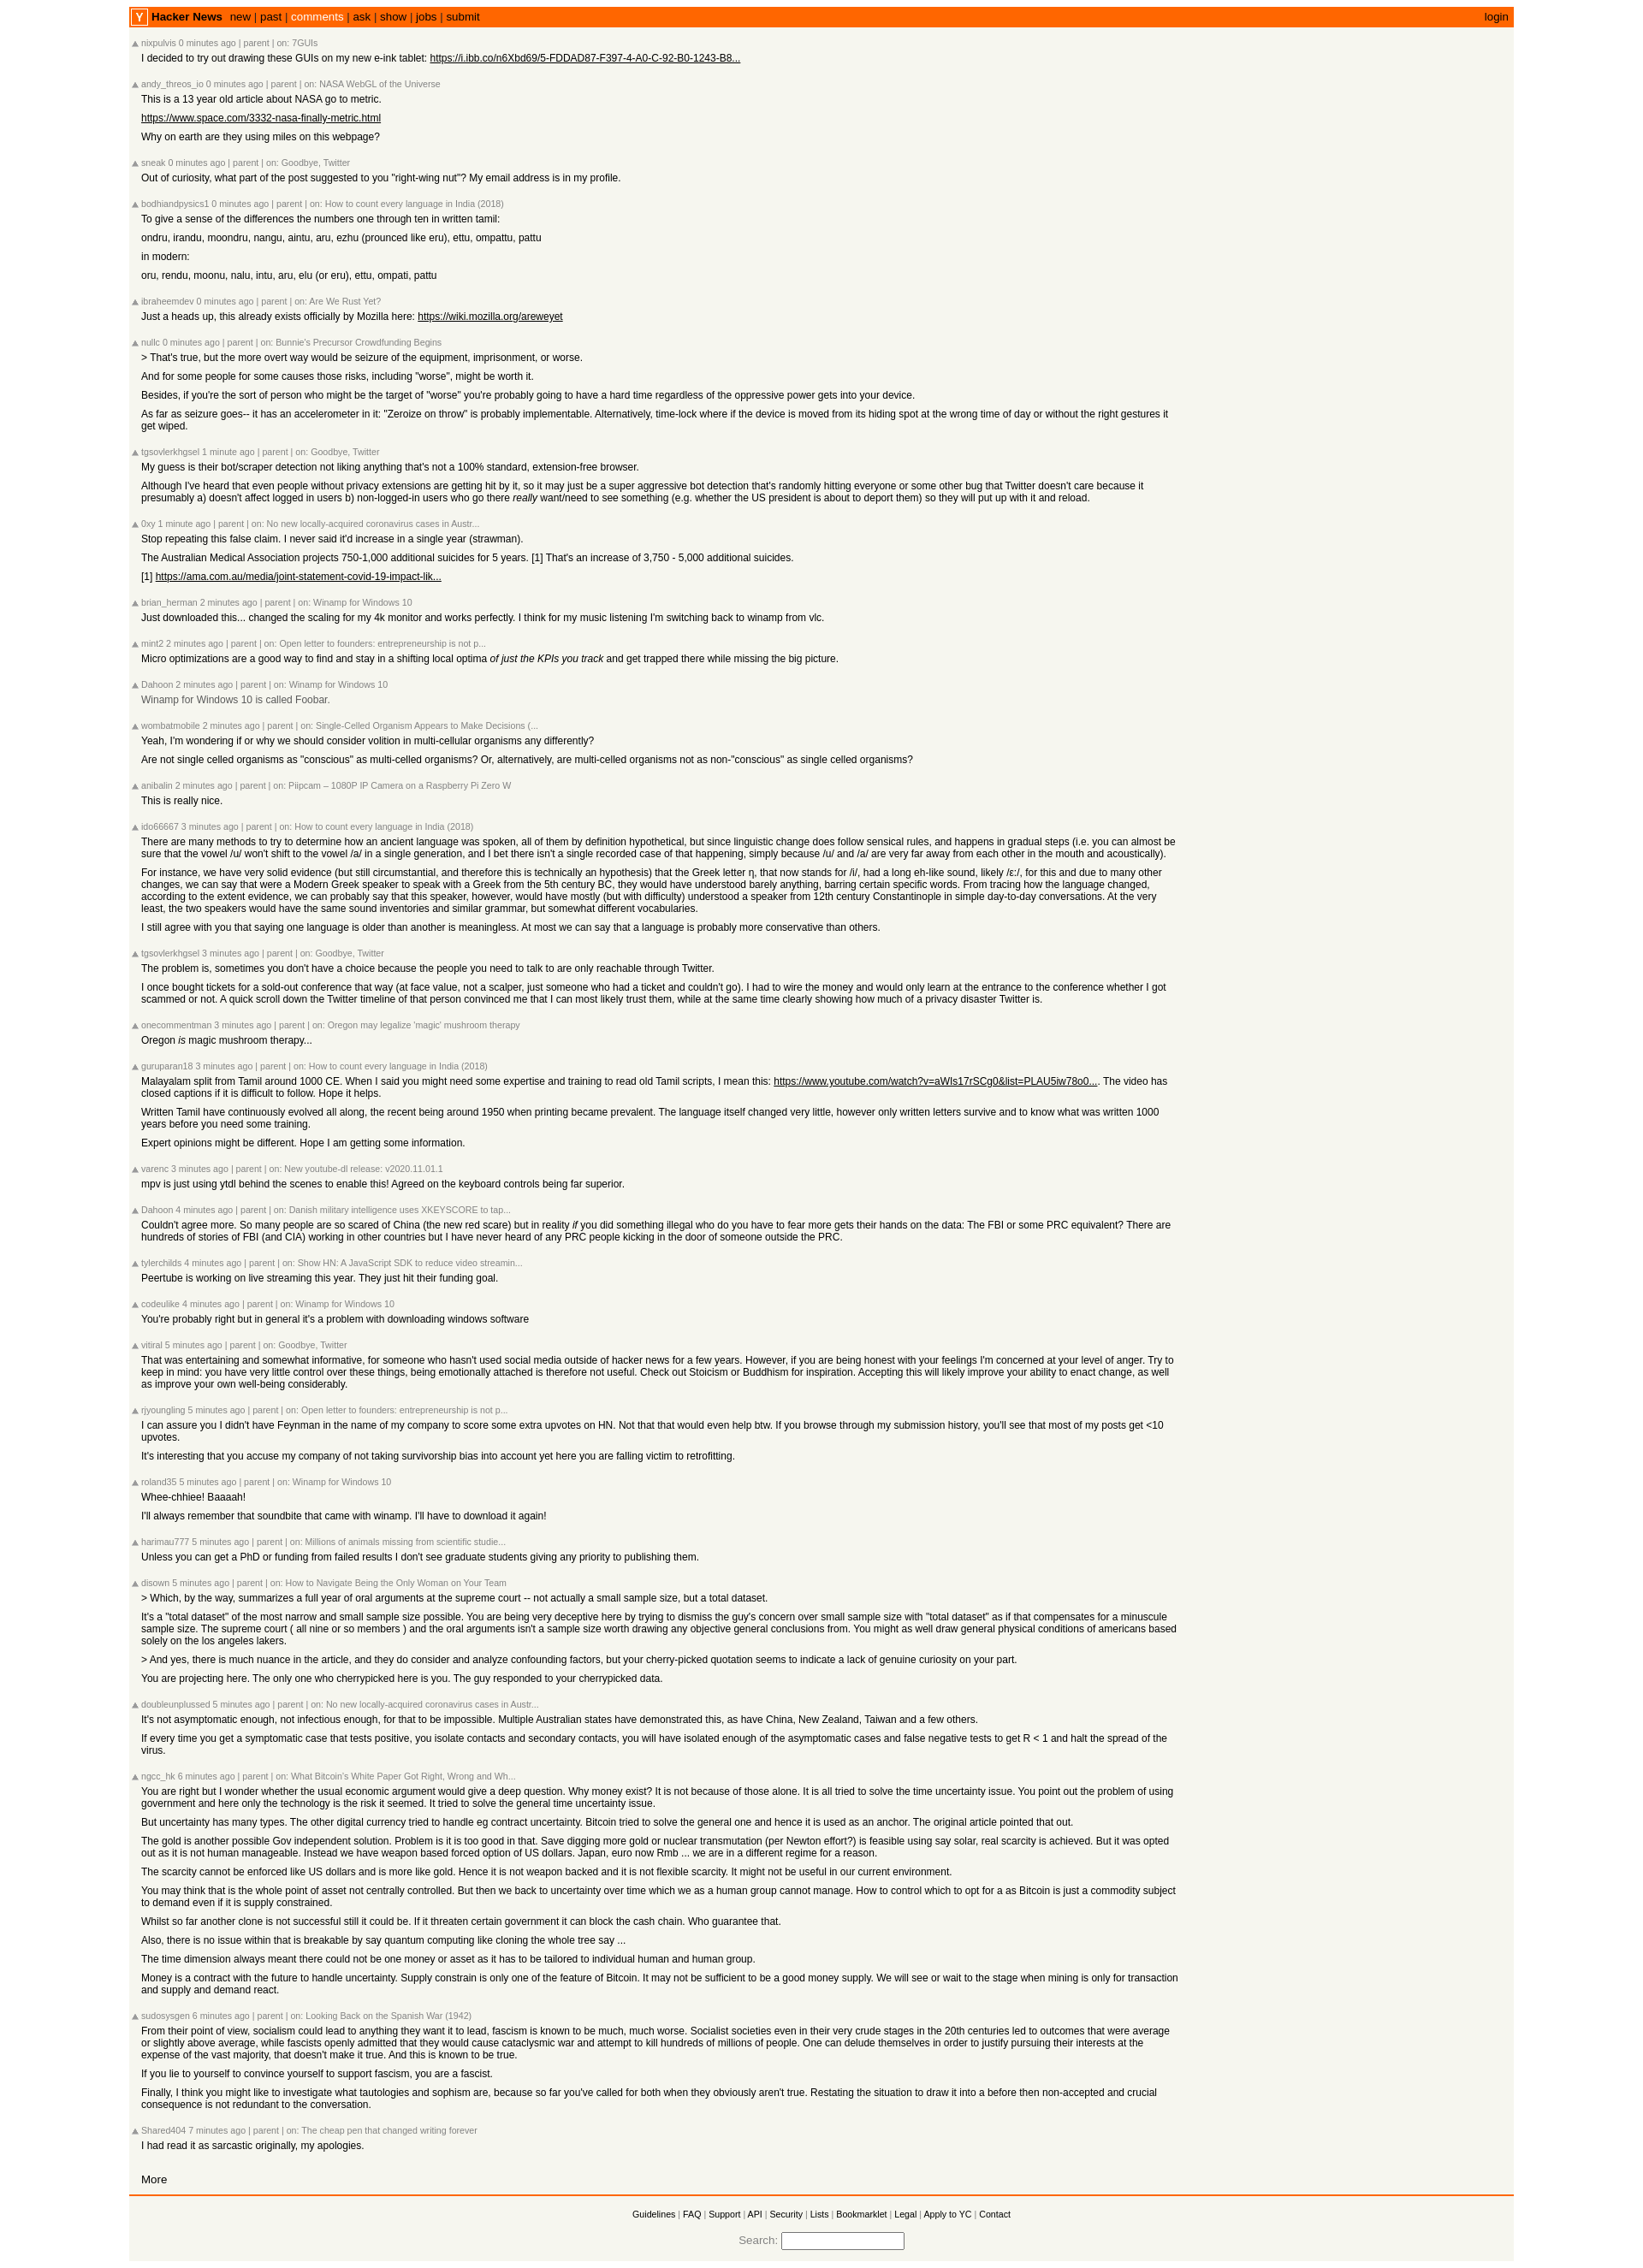 Y Hacker News new | past | comments | ask | show | jobs | submit login
nixpulvis 0 minutes ago | parent | on: 7GUIs
I decided to try out drawing these GUIs on my new e-ink tablet: https://i.ibb.co/n6Xbd69/5-FDDAD87-F397-4-A0-C-92-B0-1243-B8...
andy_threos_io 0 minutes ago | parent | on: NASA WebGL of the Universe
This is a 13 year old article about NASA go to metric.
https://www.space.com/3332-nasa-finally-metric.html
Why on earth are they using miles on this webpage?
sneak 0 minutes ago | parent | on: Goodbye, Twitter
Out of curiosity, what part of the post suggested to you "right-wing nut"? My email address is in my profile.
bodhiandpysics1 0 minutes ago | parent | on: How to count every language in India (2018)
To give a sense of the differences the numbers one through ten in written tamil:
ondru, irandu, moondru, nangu, aintu, aru, ezhu (prounced like eru), ettu, ompattu, pattu
in modern:
oru, rendu, moonu, nalu, intu, aru, elu (or eru), ettu, ompati, pattu
ibraheemdev 0 minutes ago | parent | on: Are We Rust Yet?
Just a heads up, this already exists officially by Mozilla here: https://wiki.mozilla.org/areweyet
nullc 0 minutes ago | parent | on: Bunnie's Precursor Crowdfunding Begins
> That's true, but the more overt way would be seizure of the equipment, imprisonment, or worse.
And for some people for some causes those risks, including "worse", might be worth it.
Besides, if you're the sort of person who might be the target of "worse" you're probably going to have a hard time regardless of the oppressive power gets into your device.
As far as seizure goes-- it has an accelerometer in it: "Zeroize on throw" is probably implementable. Alternatively, time-lock where if the device is moved from its hiding spot at the wrong time of day or without the right gestures it
get wiped.
tgsovlerkhgsel 1 minute ago | parent | on: Goodbye, Twitter
My guess is their bot/scraper detection not liking anything that's not a 100% standard, extension-free browser.
Although I've heard that even people without privacy extensions are getting hit by it, so it may just be a super aggressive bot detection that's randomly hitting everyone or some other bug that Twitter doesn't care because it
presumably a) doesn't affect logged in users b) non-logged-in users who go there really want/need to see something (e.g. whether the US president is about to deport them) so they will put up with it and reload.
0xy 1 minute ago | parent | on: No new locally-acquired coronavirus cases in Austr...
Stop repeating this false claim. I never said it'd increase in a single year (strawman).
The Australian Medical Association projects 750-1,000 additional suicides for 5 years. [1] That's an increase of 3,750 - 5,000 additional suicides.
[1] https://ama.com.au/media/joint-statement-covid-19-impact-lik...
brian_herman 2 minutes ago | parent | on: Winamp for Windows 10
Just downloaded this... changed the scaling for my 4k monitor and works perfectly. I think for my music listening I'm switching back to winamp from vlc.
mint2 2 minutes ago | parent | on: Open letter to founders: entrepreneurship is not p...
Micro optimizations are a good way to find and stay in a shifting local optima of just the KPIs you track and get trapped there while missing the big picture.
Dahoon 2 minutes ago | parent | on: Winamp for Windows 10
Winamp for Windows 10 is called Foobar.
wombatmobile 2 minutes ago | parent | on: Single-Celled Organism Appears to Make Decisions (...
Yeah, I'm wondering if or why we should consider volition in multi-cellular organisms any differently?
Are not single celled organisms as "conscious" as multi-celled organisms? Or, alternatively, are multi-celled organisms not as non-"conscious" as single celled organisms?
anibalin 2 minutes ago | parent | on: Piipcam – 1080P IP Camera on a Raspberry Pi Zero W
This is really nice.
ido66667 3 minutes ago | parent | on: How to count every language in India (2018)
There are many methods to try to determine how an ancient language was spoken, all of them by definition hypothetical, but since linguistic change does follow sensical rules, and happens in gradual steps (i.e. you can almost be
sure that the vowel /u/ won't shift to the vowel /a/ in a single generation, and I bet there isn't a single recorded case of that happening, simply because /u/ and /a/ are very far away from each other in the mouth and acoustically).
For instance, we have very solid evidence (but still circumstantial, and therefore this is technically an hypothesis) that the Greek letter η, that now stands for /i/, had a long eh-like sound, likely /ɛː/, for this and due to many other
changes, we can say that were a Modern Greek speaker to speak with a Greek from the 5th century BC, they would have understood barely anything, barring certain specific words. From tracing how the language changed,
according to the extent evidence, we can probably say that this speaker, however, would have mostly (but with difficulty) understood a speaker from 12th century Constantinople in simple day-to-day conversations. At the very
least, the two speakers would have the same sound inventories and similar grammar, but somewhat different vocabularies.
I still agree with you that saying one language is older than another is meaningless. At most we can say that a language is probably more conservative than others.
tgsovlerkhgsel 3 minutes ago | parent | on: Goodbye, Twitter
The problem is, sometimes you don't have a choice because the people you need to talk to are only reachable through Twitter.
I once bought tickets for a sold-out conference that way (at face value, not a scalper, just someone who had a ticket and couldn't go). I had to wire the money and would only learn at the entrance to the conference whether I got
scammed or not. A quick scroll down the Twitter timeline of that person convinced me that I can most likely trust them, while at the same time clearly showing how much of a privacy disaster Twitter is.
onecommentman 3 minutes ago | parent | on: Oregon may legalize 'magic' mushroom therapy
Oregon is magic mushroom therapy...
guruparan18 3 minutes ago | parent | on: How to count every language in India (2018)
Malayalam split from Tamil around 1000 CE. When I said you might need some expertise and training to read old Tamil scripts, I mean this: https://www.youtube.com/watch?v=aWIs17rSCg0&list=PLAU5iw78o0.... The video has
closed captions if it is difficult to follow. Hope it helps.
Written Tamil have continuously evolved all along, the recent being around 1950 when printing became prevalent. The language itself changed very little, however only written letters survive and to know what was written 1000
years before you need some training.
Expert opinions might be different. Hope I am getting some information.
varenc 3 minutes ago | parent | on: New youtube-dl release: v2020.11.01.1
mpv is just using ytdl behind the scenes to enable this! Agreed on the keyboard controls being far superior.
Dahoon 4 minutes ago | parent | on: Danish military intelligence uses XKEYSCORE to tap...
Couldn't agree more. So many people are so scared of China (the new red scare) but in reality if you did something illegal who do you have to fear more gets their hands on the data: The FBI or some PRC equivalent? There are
hundreds of stories of FBI (and CIA) working in other countries but I have never heard of any PRC people kicking in the door of someone outside the PRC.
tylerchilds 4 minutes ago | parent | on: Show HN: A JavaScript SDK to reduce video streamin...
Peertube is working on live streaming this year. They just hit their funding goal.
codeulike 4 minutes ago | parent | on: Winamp for Windows 10
You're probably right but in general it's a problem with downloading windows software
vitiral 5 minutes ago | parent | on: Goodbye, Twitter
That was entertaining and somewhat informative, for someone who hasn't used social media outside of hacker news for a few years. However, if you are being honest with your feelings I'm concerned at your level of anger. Try to
keep in mind: you have very little control over these things, being emotionally attached is therefore not useful. Check out Stoicism or Buddhism for inspiration. Accepting this will likely improve your ability to enact change, as well
as improve your own well-being considerably.
rjyoungling 5 minutes ago | parent | on: Open letter to founders: entrepreneurship is not p...
I can assure you I didn't have Feynman in the name of my company to score some extra upvotes on HN. Not that that would even help btw. If you browse through my submission history, you'll see that most of my posts get <10
upvotes.
It's interesting that you accuse my company of not taking survivorship bias into account yet here you are falling victim to retrofitting.
roland35 5 minutes ago | parent | on: Winamp for Windows 10
Whee-chhiee! Baaaah!
I'll always remember that soundbite that came with winamp. I'll have to download it again!
harimau777 5 minutes ago | parent | on: Millions of animals missing from scientific studie...
Unless you can get a PhD or funding from failed results I don't see graduate students giving any priority to publishing them.
disown 5 minutes ago | parent | on: How to Navigate Being the Only Woman on Your Team
> Which, by the way, summarizes a full year of oral arguments at the supreme court -- not actually a small sample size, but a total dataset.
It's a "total dataset" of the most narrow and small sample size possible. You are being very deceptive here by trying to dismiss the guy's concern over small sample size with "total dataset" as if that compensates for a minuscule
sample size. The supreme court ( all nine or so members ) and the oral arguments isn't a sample size worth drawing any objective general conclusions from. You might as well draw general physical conditions of americans based
solely on the los angeles lakers.
> And yes, there is much nuance in the article, and they do consider and analyze confounding factors, but your cherry-picked quotation seems to indicate a lack of genuine curiosity on your part.
You are projecting here. The only one who cherrypicked here is you. The guy responded to your cherrypicked data.
doubleunplussed 5 minutes ago | parent | on: No new locally-acquired coronavirus cases in Austr...
It's not asymptomatic enough, not infectious enough, for that to be impossible. Multiple Australian states have demonstrated this, as have China, New Zealand, Taiwan and a few others.
If every time you get a symptomatic case that tests positive, you isolate contacts and secondary contacts, you will have isolated enough of the asymptomatic cases and false negative tests to get R < 1 and halt the spread of the
virus.
ngcc_hk 6 minutes ago | parent | on: What Bitcoin's White Paper Got Right, Wrong and Wh...
You are right but I wonder whether the usual economic argument would give a deep question. Why money exist? It is not because of those alone. It is all tried to solve the time uncertainty issue. You point out the problem of using
government and here only the technology is the risk it seemed. It tried to solve the general time uncertainty issue.
But uncertainty has many types. The other digital currency tried to handle eg contract uncertainty. Bitcoin tried to solve the general one and hence it is used as an anchor. The original article pointed that out.
The gold is another possible Gov independent solution. Problem is it is too good in that. Save digging more gold or nuclear transmutation (per Newton effort?) is feasible using say solar, real scarcity is achieved. But it was opted
out as it is not human manageable. Instead we have weapon based forced option of US dollars. Japan, euro now Rmb ... we are in a different regime for a reason.
The scarcity cannot be enforced like US dollars and is more like gold. Hence it is not weapon backed and it is not flexible scarcity. It might not be useful in our current environment.
You may think that is the whole point of asset not centrally controlled. But then we back to uncertainty over time which we as a human group cannot manage. How to control which to opt for a as Bitcoin is just a commodity subject
to demand even if it is supply constrained.
Whilst so far another clone is not successful still it could be. If it threaten certain government it can block the cash chain. Who guarantee that.
Also, there is no issue within that is breakable by say quantum computing like cloning the whole tree say ...
The time dimension always meant there could not be one money or asset as it has to be tailored to individual human and human group.
Money is a contract with the future to handle uncertainty. Supply constrain is only one of the feature of Bitcoin. It may not be sufficient to be a good money supply. We will see or wait to the stage when mining is only for transaction
and supply and demand react.
sudosysgen 6 minutes ago | parent | on: Looking Back on the Spanish War (1942)
From their point of view, socialism could lead to anything they want it to lead, fascism is known to be much, much worse. Socialist societies even in their very crude stages in the 20th centuries led to outcomes that were average
or slightly above average, while fascists openly admitted that they would cause cataclysmic war and attempt to kill hundreds of millions of people. One can delude themselves in order to justify pursuing their interests at the
expense of the vast majority, that doesn't make it true. And this is known to be true.
If you lie to yourself to convince yourself to support fascism, you are a fascist.
Finally, I think you might like to investigate what tautologies and sophism are, because so far you've called for both when they obviously aren't true. Restating the situation to draw it into a before then non-accepted and crucial
consequence is not redundant to the conversation.
Shared404 7 minutes ago | parent | on: The cheap pen that changed writing forever
I had read it as sarcastic originally, my apologies.
More
Guidelines | FAQ | Support | API | Security | Lists | Bookmarklet | Legal | Apply to YC | Contact
Search: